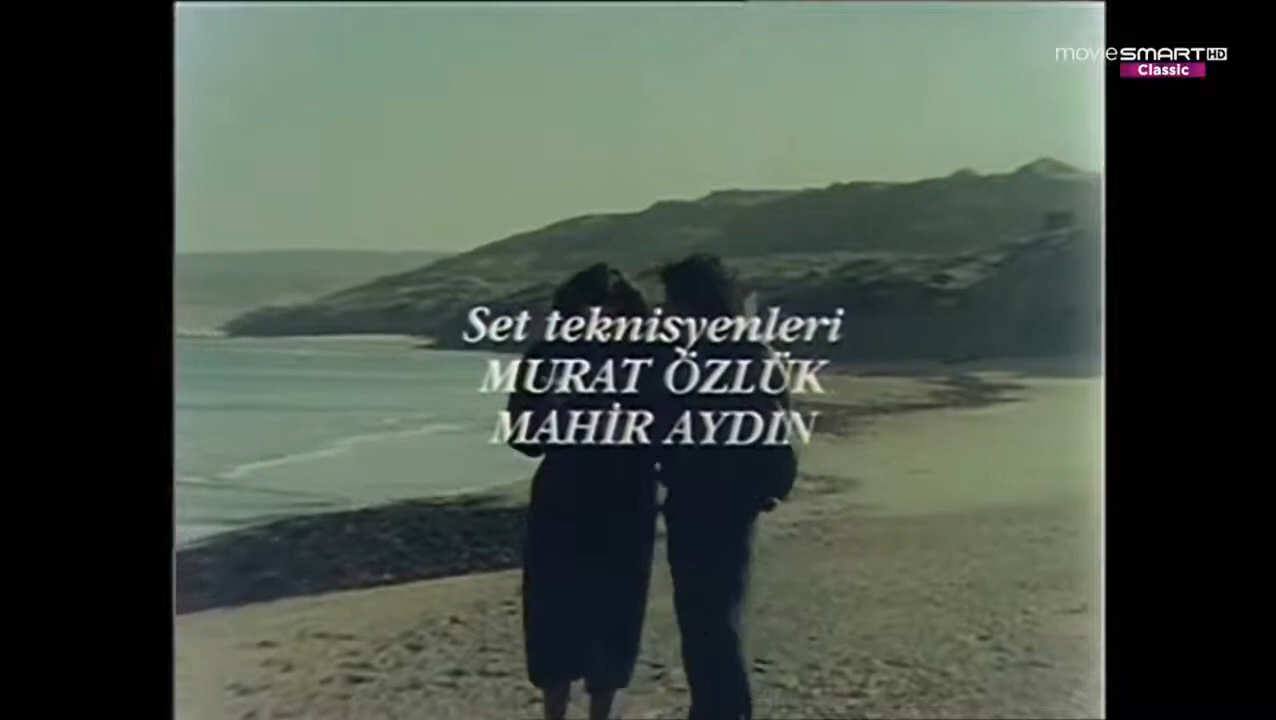 movieSMART HD
Classic
Set teknisyenleri
MURAT ÖZLÜK
MAHİR AYDIN